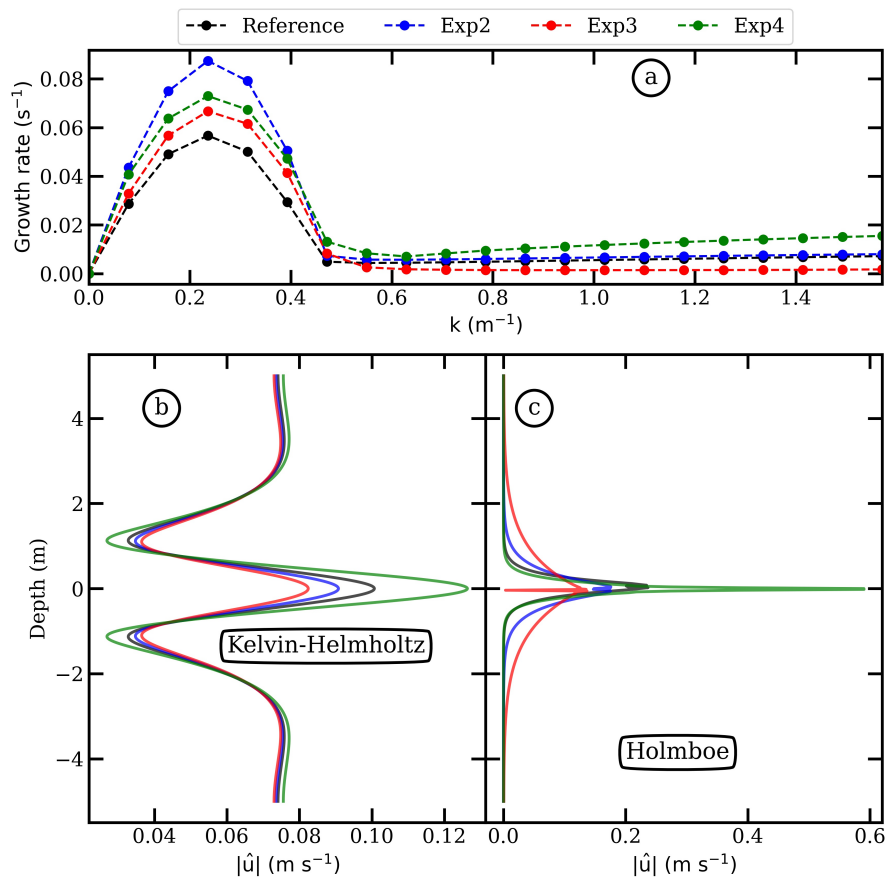 Reference Exp2 Exp3 Exp4
a
Growth rate (s⁻¹)
0.08
0.06
0.04
0.02
0.00
0.0 0.2 0.4 0.6 0.8 1.0 1.2 1.4
k (m⁻¹)
b
c
Depth (m)
4
2
0
−2
−4
Kelvin-Helmholtz
Holmboe
0.04 0.06 0.08 0.10 0.12
0.0 0.2 0.4 0.6
|û| (m s⁻¹)
|û| (m s⁻¹)